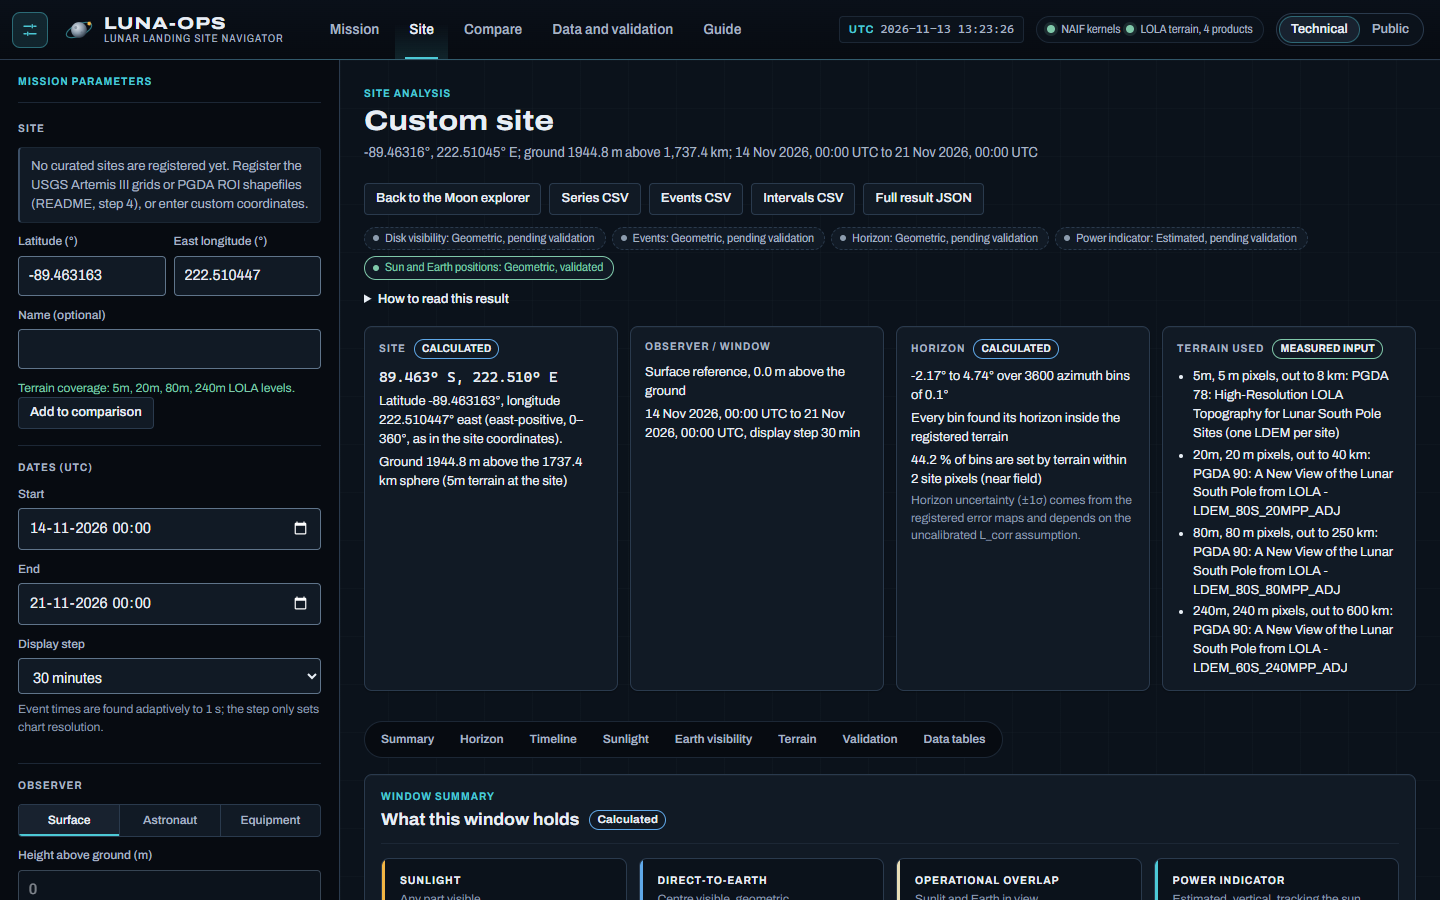 LUNA-OPS
LUNAR LANDING SITE NAVIGATOR
Mission
Site
Compare
Data and validation
Guide
UTC 2026-11-13 13:23:26
NAIF kernels
LOLA terrain, 4 products
Technical
Public
MISSION PARAMETERS
SITE
No curated sites are registered yet. Register the
USGS Artemis III grids or PGDA ROI shapefiles
(README, step 4), or enter custom coordinates.
Latitude (°)
East longitude (°)
-89.463163
222.510447
Name (optional)
Terrain coverage: 5m, 20m, 80m, 240m LOLA levels.
Add to comparison
DATES (UTC)
Start
14-11-2026 00:00
End
21-11-2026 00:00
Display step
30 minutes
Event times are found adaptively to 1 s; the step only sets
chart resolution.
OBSERVER
Surface
Astronaut
Equipment
Height above ground (m)
0
SITE ANALYSIS
Custom site
-89.46316°, 222.51045° E; ground 1944.8 m above 1,737.4 km; 14 Nov 2026, 00:00 UTC to 21 Nov 2026, 00:00 UTC
Back to the Moon explorer
Series CSV
Events CSV
Intervals CSV
Full result JSON
Disk visibility: Geometric, pending validation
Events: Geometric, pending validation
Horizon: Geometric, pending validation
Power indicator: Estimated, pending validation
Sun and Earth positions: Geometric, validated
How to read this result
SITE
CALCULATED
89.463° S, 222.510° E
Latitude -89.463163°, longitude
222.510447° east (east-positive, 0–
360°, as in the site coordinates).
Ground 1944.8 m above the 1737.4
km sphere (5m terrain at the site)
OBSERVER / WINDOW
Surface reference, 0.0 m above the
ground
14 Nov 2026, 00:00 UTC to 21 Nov
2026, 00:00 UTC, display step 30 min
HORIZON
CALCULATED
-2.17° to 4.74° over 3600 azimuth bins
of 0.1°
Every bin found its horizon inside the
registered terrain
44.2 % of bins are set by terrain within
2 site pixels (near field)
Horizon uncertainty (±1σ) comes from the
registered error maps and depends on the
uncalibrated L_corr assumption.
TERRAIN USED
MEASURED INPUT
5m, 5 m pixels, out to 8 km: PGDA
78: High-Resolution LOLA
Topography for Lunar South Pole
Sites (one LDEM per site)
20m, 20 m pixels, out to 40 km:
PGDA 90: A New View of the Lunar
South Pole from LOLA -
LDEM_80S_20MPP_ADJ
80m, 80 m pixels, out to 250 km:
PGDA 90: A New View of the Lunar
South Pole from LOLA -
LDEM_80S_80MPP_ADJ
240m, 240 m pixels, out to 600 km:
PGDA 90: A New View of the Lunar
South Pole from LOLA -
LDEM_60S_240MPP_ADJ
Summary
Horizon
Timeline
Sunlight
Earth visibility
Terrain
Validation
Data tables
WINDOW SUMMARY
What this window holds
Calculated
SUNLIGHT
Any part visible
DIRECT-TO-EARTH
Centre visible, geometric
OPERATIONAL OVERLAP
Sunlit and Earth in view
POWER INDICATOR
Estimated, vertical, tracking the sun